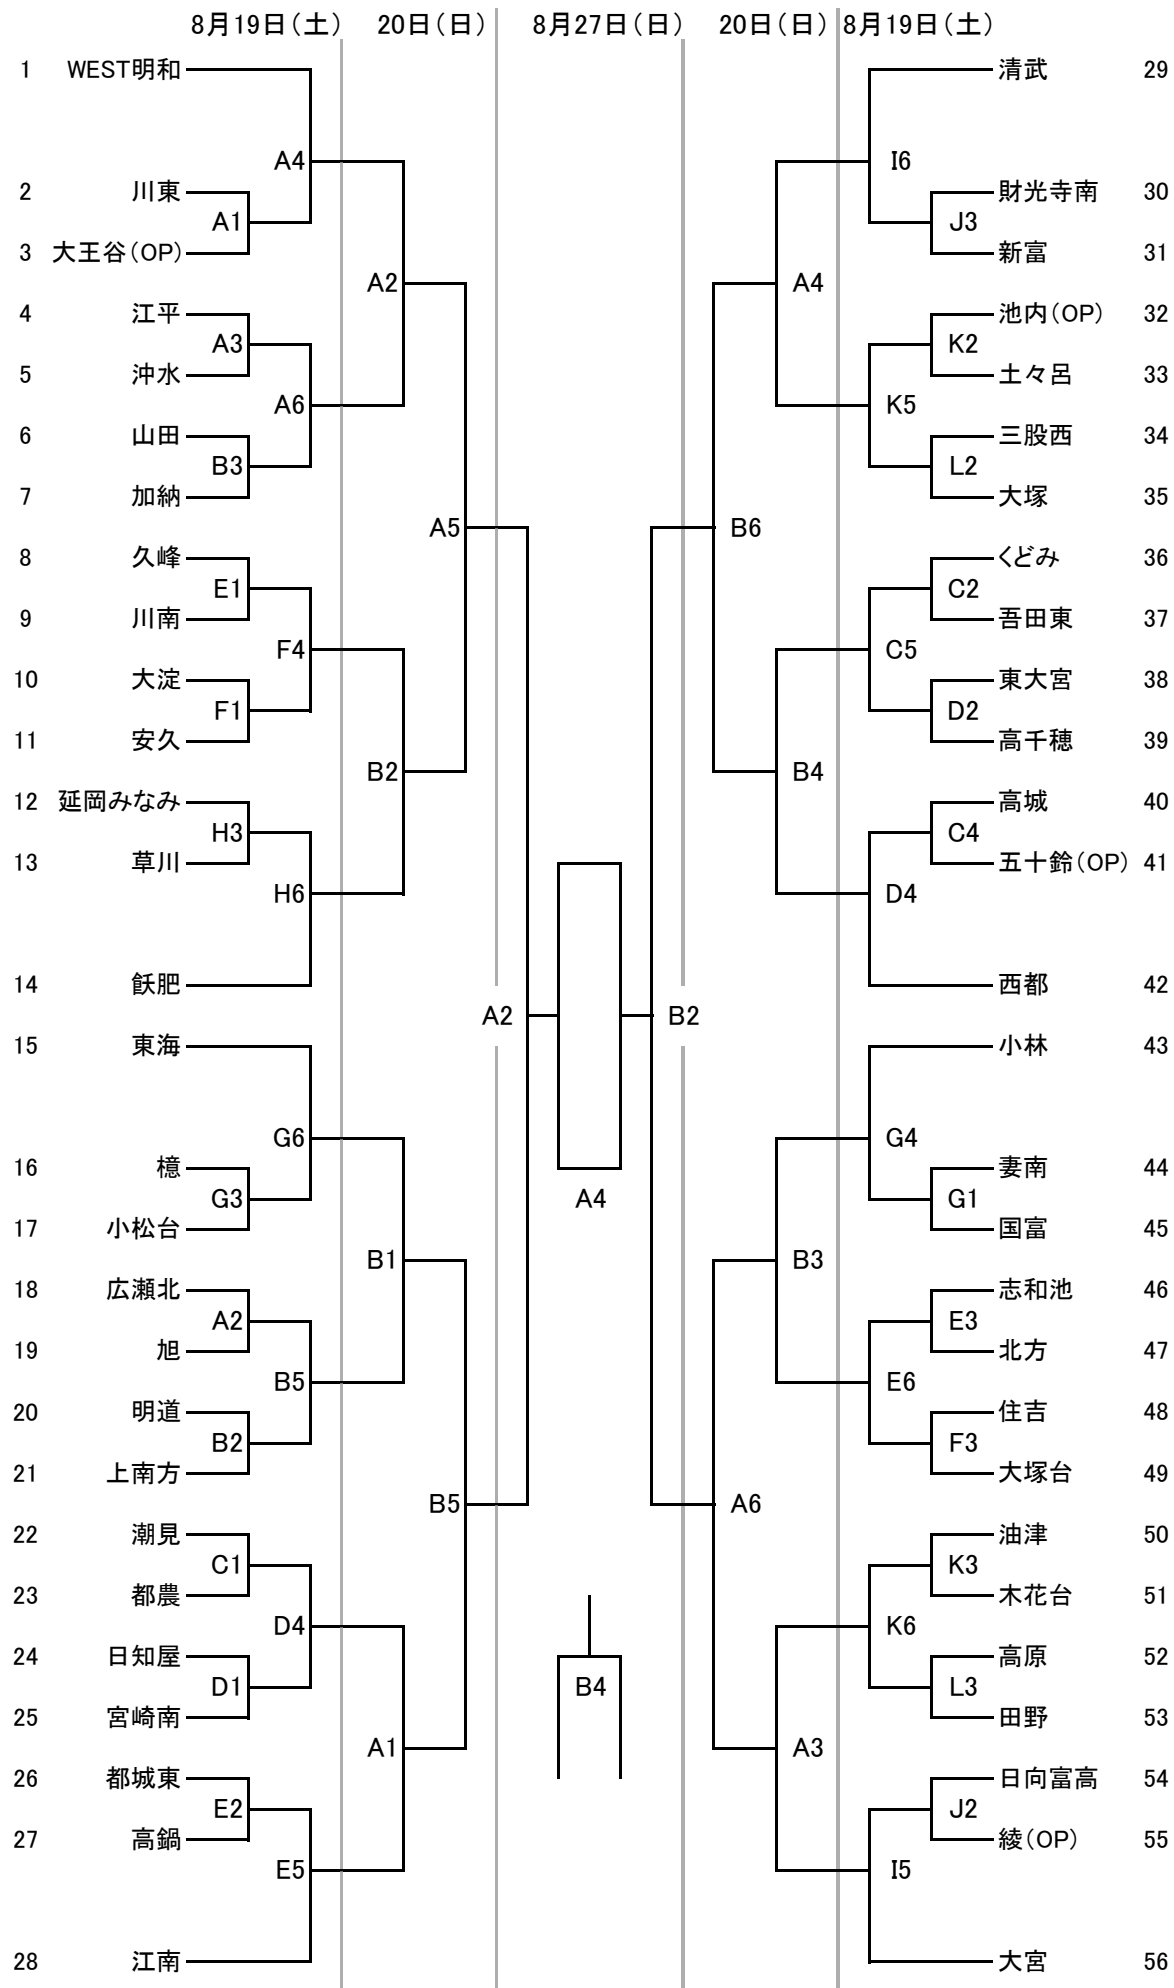 8月19日（土） 20日（日） 8月27日（日） 20日（日） 8月19日（土）
1 WEST明和 清武 29
A4 I6
2 川東 財光寺南 30
A1 J3
3 大王谷（OP） 新富 31
A2 A4
4 江平 池内（OP） 32
A3 K2
5 沖水 土々呂 33
A6 K5
6 山田 三股西 34
B3 L2
7 加納 大塚 35
A5 B6
8 久峰 くどみ 36
E1 C2
9 川南 吾田東 37
F4 C5
10 大淀 東大宮 38
F1 D2
11 安久 高千穂 39
B2 B4
12 延岡みなみ 高城 40
H3 C4
13 草川 五十鈴（OP） 41
H6 D4
14 飫肥 西都 42
A2 B2
15 東海 小林 43
G6 G4
16 檍 妻南 44
G3 A4 G1
17 小松台 国富 45
B1 B3
18 広瀬北 志和池 46
A2 E3
19 旭 北方 47
B5 E6
20 明道 住吉 48
B2 F3
21 上南方 大塚台 49
B5 A6
22 潮見 油津 50
C1 K3
23 都農 木花台 51
D4 K6
24 日知屋 高原 52
D1 B4 L3
25 宮崎南 田野 53
A1 A3
26 都城東 日向富高 54
E2 J2
27 高鍋 綾（OP） 55
E5 I5
28 江南 大宮 56